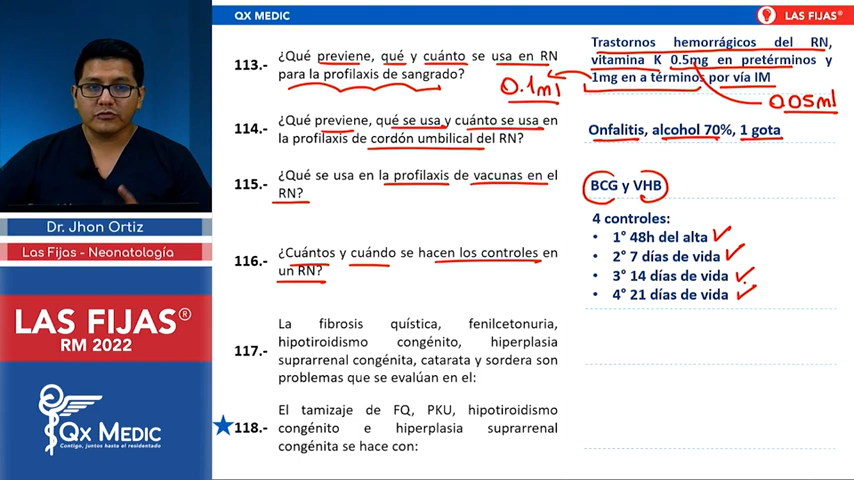 QX MEDIC
LAS FIJAS®
113.-
¿Qué previene, qué y cuánto se usa en RN
para la profilaxis de sangrado?
Trastornos hemorrágicos del RN,
vitamina K 0.5mg en pretérminos y
1mg en a términos por vía IM
0.1ml
0.05ml
114.-
¿Qué previene, qué se usa y cuánto se usa en
la profilaxis de cordón umbilical del RN?
Onfalitis, alcohol 70%, 1 gota
115.-
¿Qué se usa en la profilaxis de vacunas en el
RN?
BCG y VHB
116.-
¿Cuántos y cuándo se hacen los controles en
un RN?
4 controles:
• 1° 48h del alta
• 2° 7 días de vida
• 3° 14 días de vida
• 4° 21 días de vida
117.-
La fibrosis quística, fenilcetonuria,
hipotiroidismo congénito, hiperplasia
suprarrenal congénita, catarata y sordera son
problemas que se evalúan en el:
118.-
El tamizaje de FQ, PKU, hipotiroidismo
congénito e hiperplasia suprarrenal
congénita se hace con:
Dr. Jhon Ortiz
Las Fijas - Neonatología
LAS FIJAS®
RM 2022
QX MEDIC
Contigo, juntos hasta el residentado